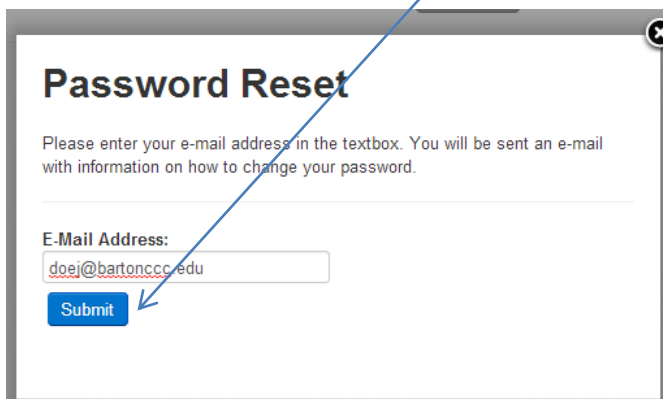 Password Reset
Please enter your e-mail address in the textbox. You will be sent an e-mail
with information on how to change your password.
E-Mail Address:
doej@bartonccc.edu
Submit